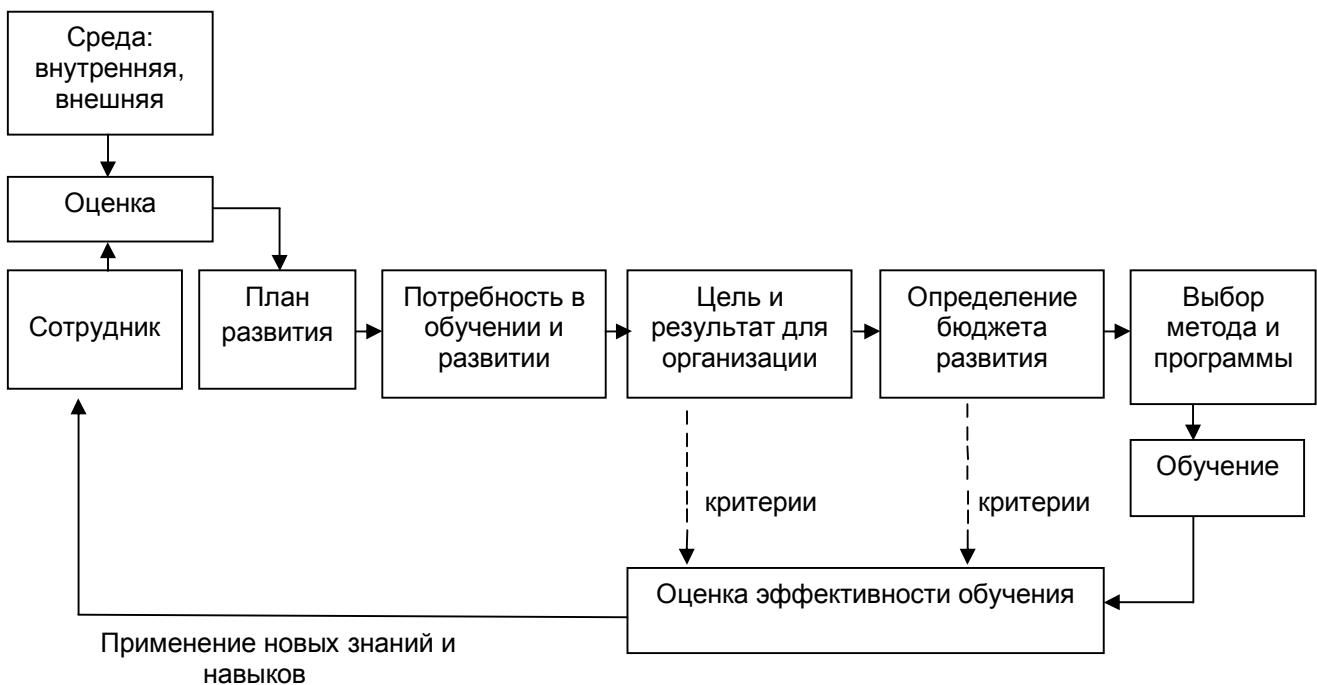 Среда:
внутренняя,
внешняя
Оценка
Сотрудник
План
развития
Потребность в
обучении и
развитии
Цель и
результат для
организации
Определение
бюджета
развития
Выбор
метода и
программы
Обучение
критерии
критерии
Оценка эффективности обучения
Применение новых знаний и
навыков